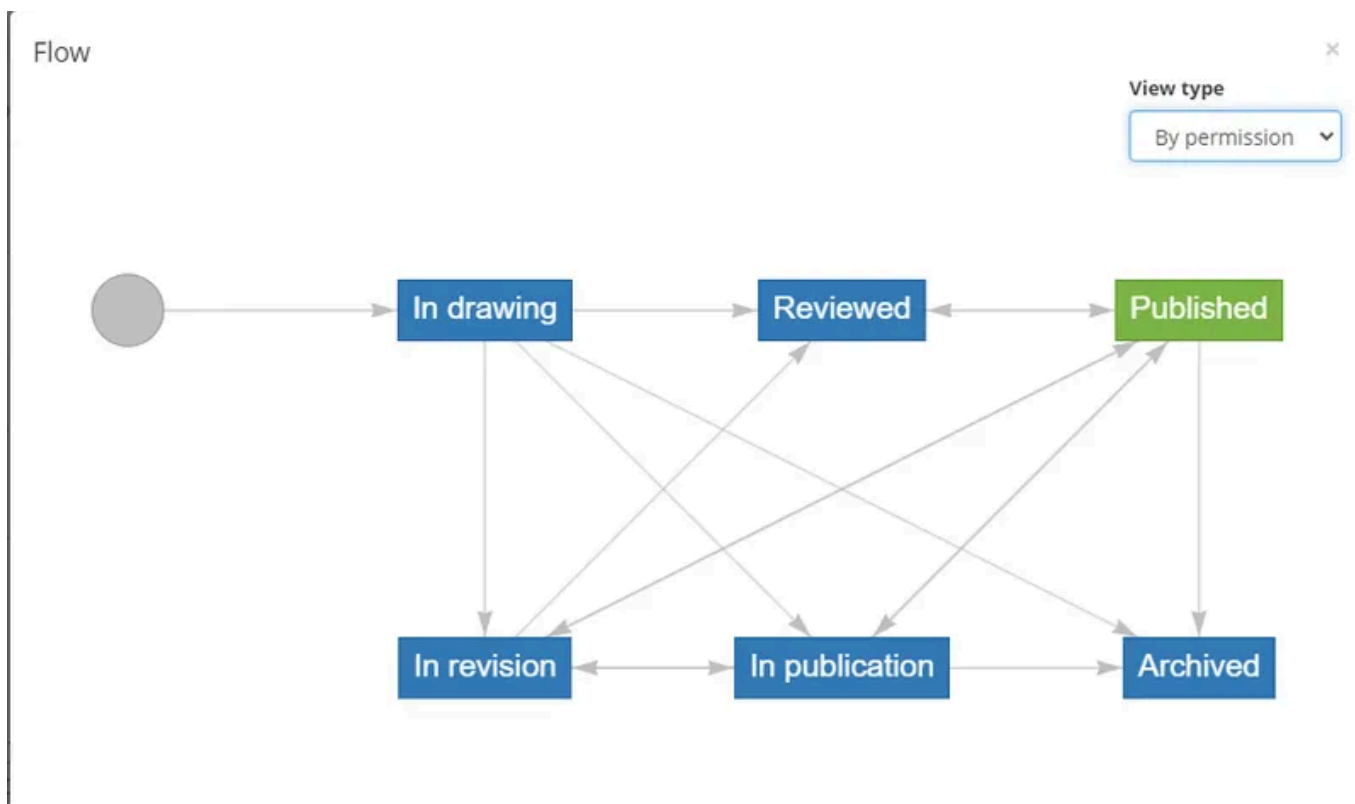 Flow
×
View type
By permission
In drawing
Reviewed
Published
In revision
In publication
Archived